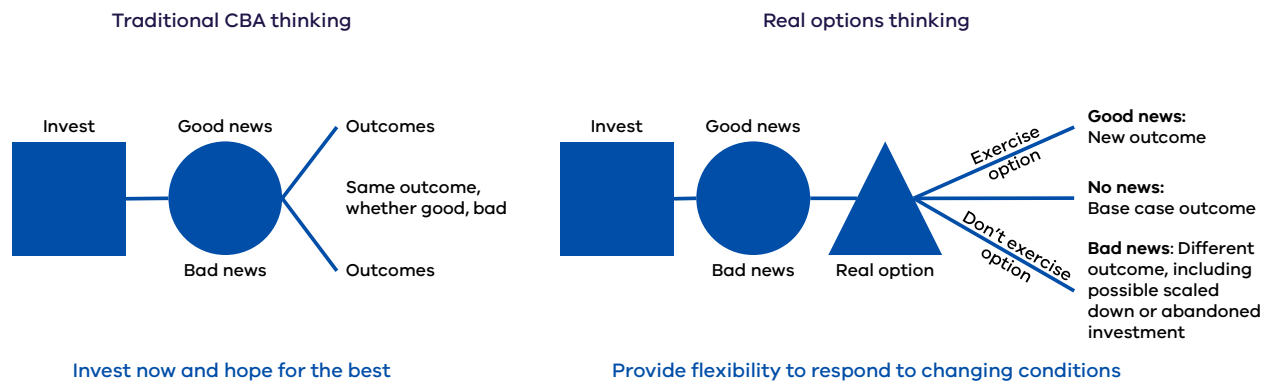 Traditional CBA thinking
Invest
Good news
Bad news
Outcomes
Same outcome,
whether good, bad
Outcomes
Invest now and hope for the best
Real options thinking
Invest
Good news
Bad news
Real option
Exercise
option
Don't exercise
option
Good news:
New outcome
No news:
Base case outcome
Bad news: Different
outcome, including
possible scaled
down or abandoned
investment
Provide flexibility to respond to changing conditions